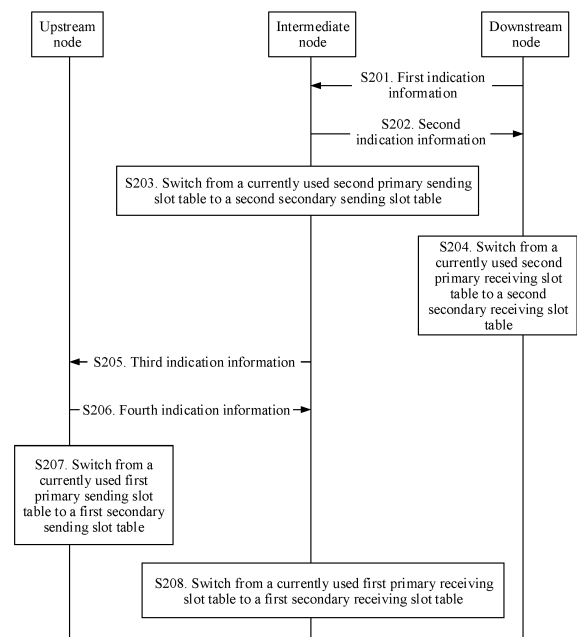 Upstream
node
Intermediate
node
Downstream
node
S201. First indication
information
S202. Second
indication information
S203. Switch from a currently used second primary sending
slot table to a second secondary sending slot table
S204. Switch from a
currently used second
primary receiving slot
table to a second
secondary receiving slot
table
S205. Third indication information
S206. Fourth indication information
S207. Switch from a
currently used first
primary sending slot
table to a first secondary
sending slot table
S208. Switch from a currently used first primary receiving
slot table to a first secondary receiving slot table